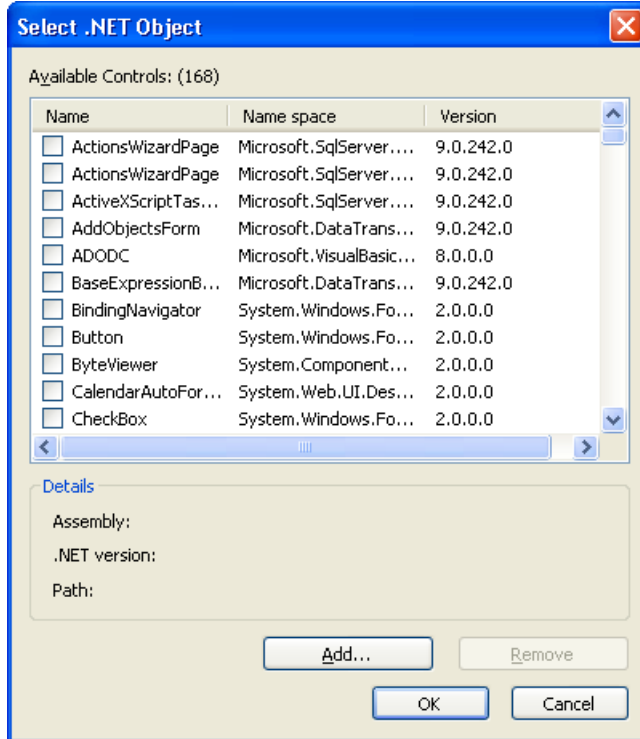 Select .NET Object
Available Controls: (168)
Name Name space Version
ActionsWizardPage Microsoft.SqlServer.... 9.0.242.0
ActionsWizardPage Microsoft.SqlServer.... 9.0.242.0
ActiveXScriptTas... Microsoft.SqlServer.... 9.0.242.0
AddObjectsForm Microsoft.DataTrans... 9.0.242.0
ADODC Microsoft.VisualBasic... 8.0.0.0
BaseExpressionB... Microsoft.DataTrans... 9.0.242.0
BindingNavigator System.Windows.Fo... 2.0.0.0
Button System.Windows.Fo... 2.0.0.0
ByteViewer System.Component... 2.0.0.0
CalendarAutoFor... System.Web.UI.Des... 2.0.0.0
CheckBox System.Windows.Fo... 2.0.0.0
Details
Assembly:
.NET version:
Path:
Add... Remove
OK Cancel